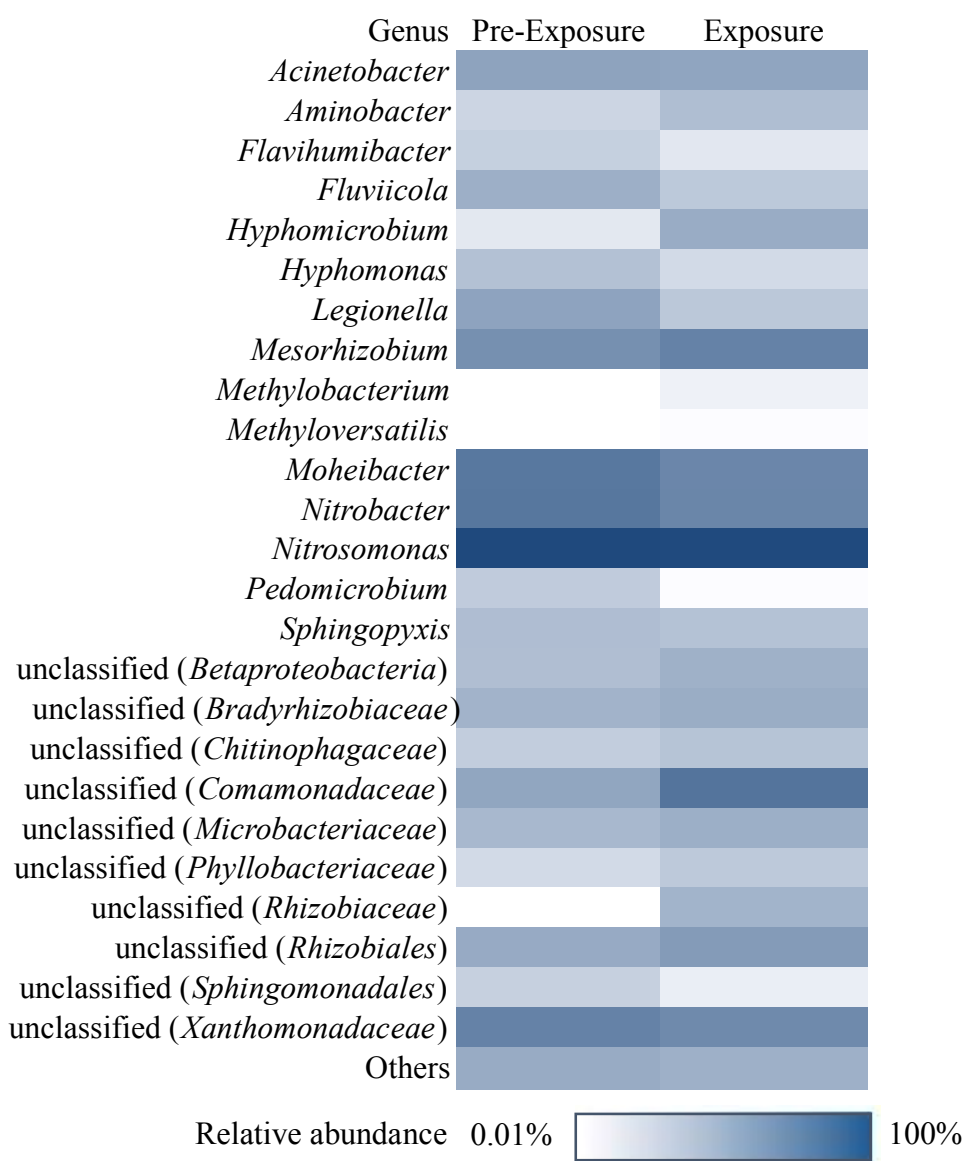 Genus Pre-Exposure Exposure
Acinetobacter
Aminobacter
Flavihumibacter
Fluviicola
Hyphomicrobium
Hyphomonas
Legionella
Mesorhizobium
Methylobacterium
Methyloversatilis
Moheibacter
Nitrobacter
Nitrosomonas
Pedomicrobium
Sphingopyxis
unclassified (Betaproteobacteria)
unclassified (Bradyrhizobiaceae)
unclassified (Chitinophagaceae)
unclassified (Comamonadaceae)
unclassified (Microbacteriaceae)
unclassified (Phyllobacteriaceae)
unclassified (Rhizobiaceae)
unclassified (Rhizobiales)
unclassified (Sphingomonadales)
unclassified (Xanthomonadaceae)
Others
Relative abundance 0.01% 100%